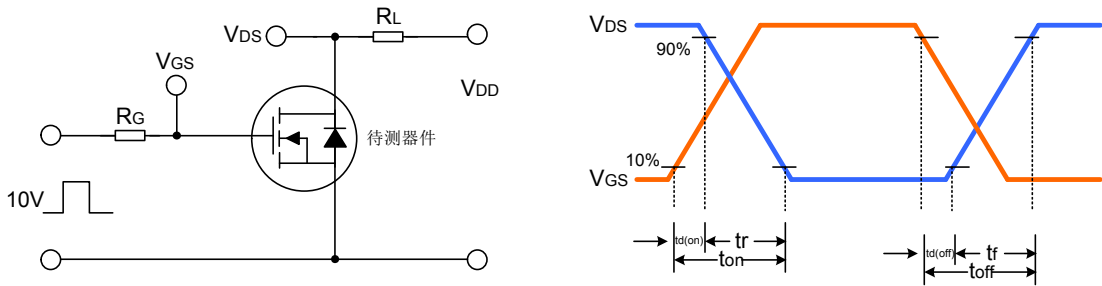 RL
VDS
VGS
VDD
RG
待测器件
10V
VDS
90%
10%
VGS
td(on)
tr
ton
td(off)
tf
toff